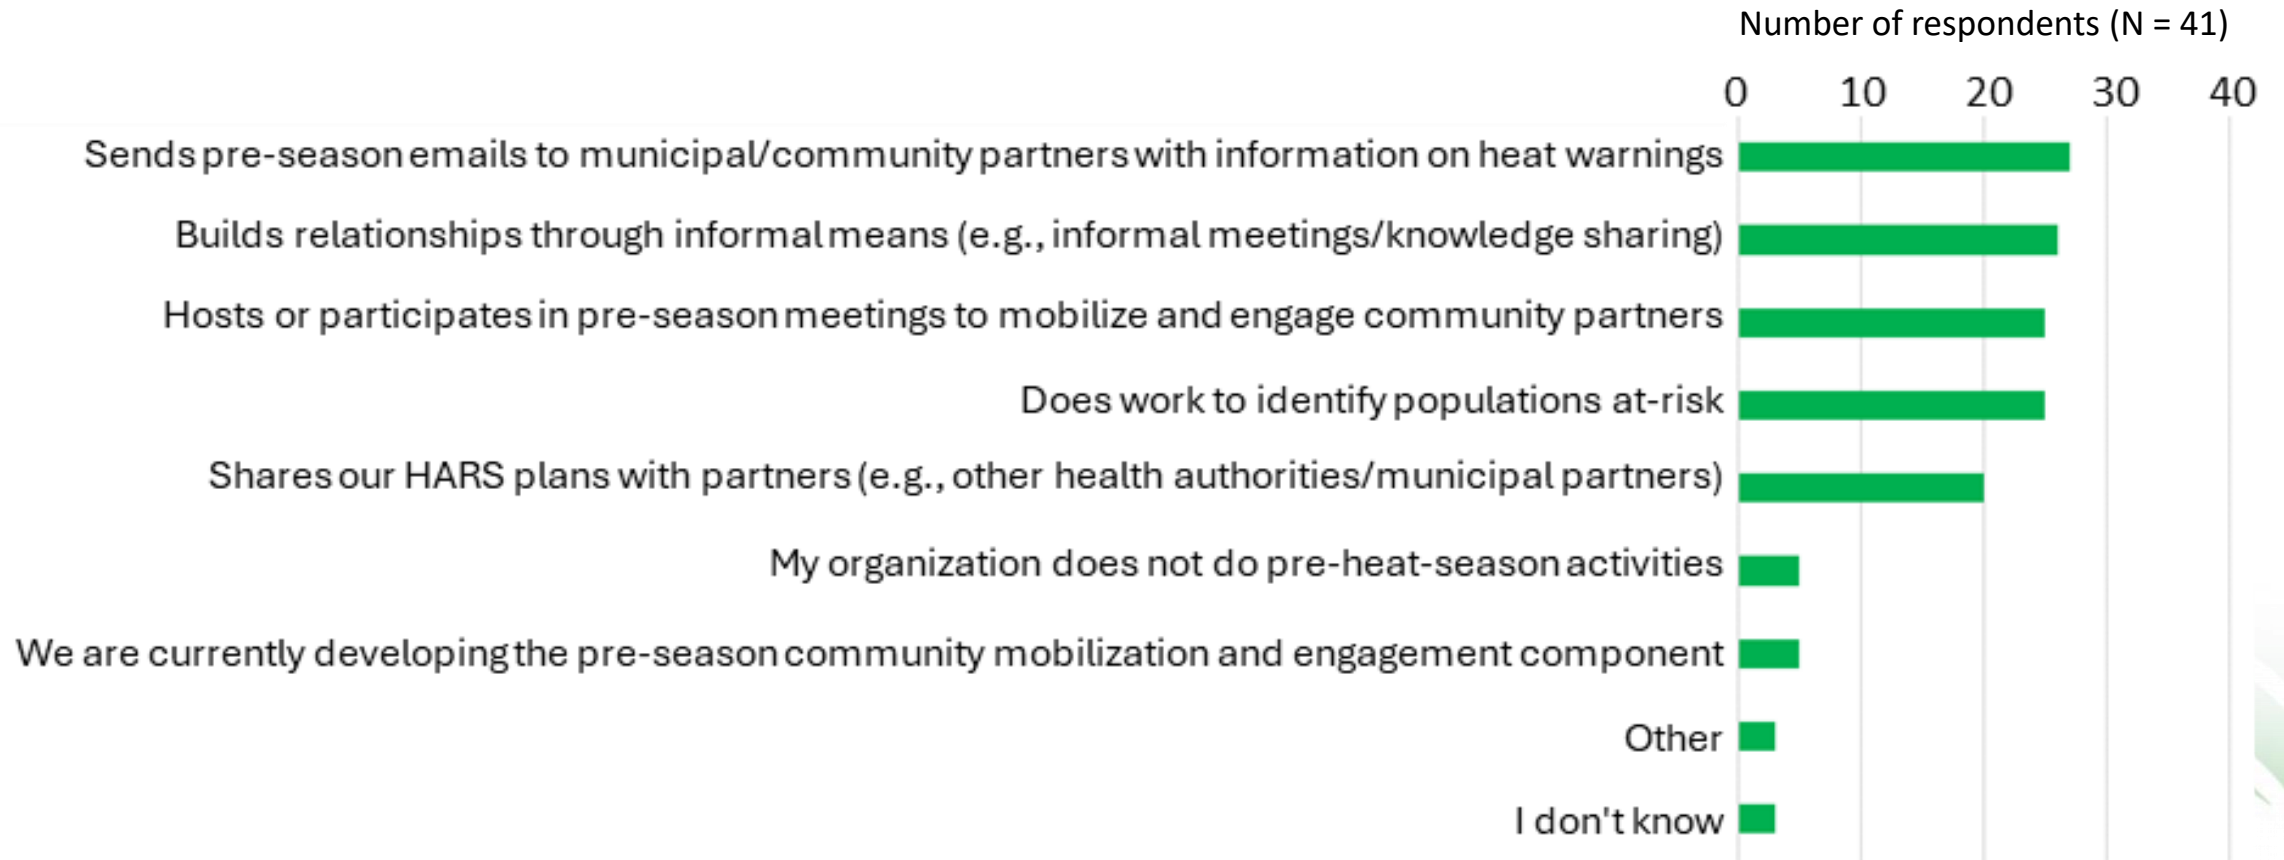 Number of respondents (N = 41)
0 10 20 30 40
Sends pre-season emails to municipal/community partners with information on heat warnings
Builds relationships through informal means (e.g., informal meetings/knowledge sharing)
Hosts or participates in pre-season meetings to mobilize and engage community partners
Does work to identify populations at-risk
Shares our HARS plans with partners (e.g., other health authorities/municipal partners)
My organization does not do pre-heat-season activities
We are currently developing the pre-season community mobilization and engagement component
Other
I don't know